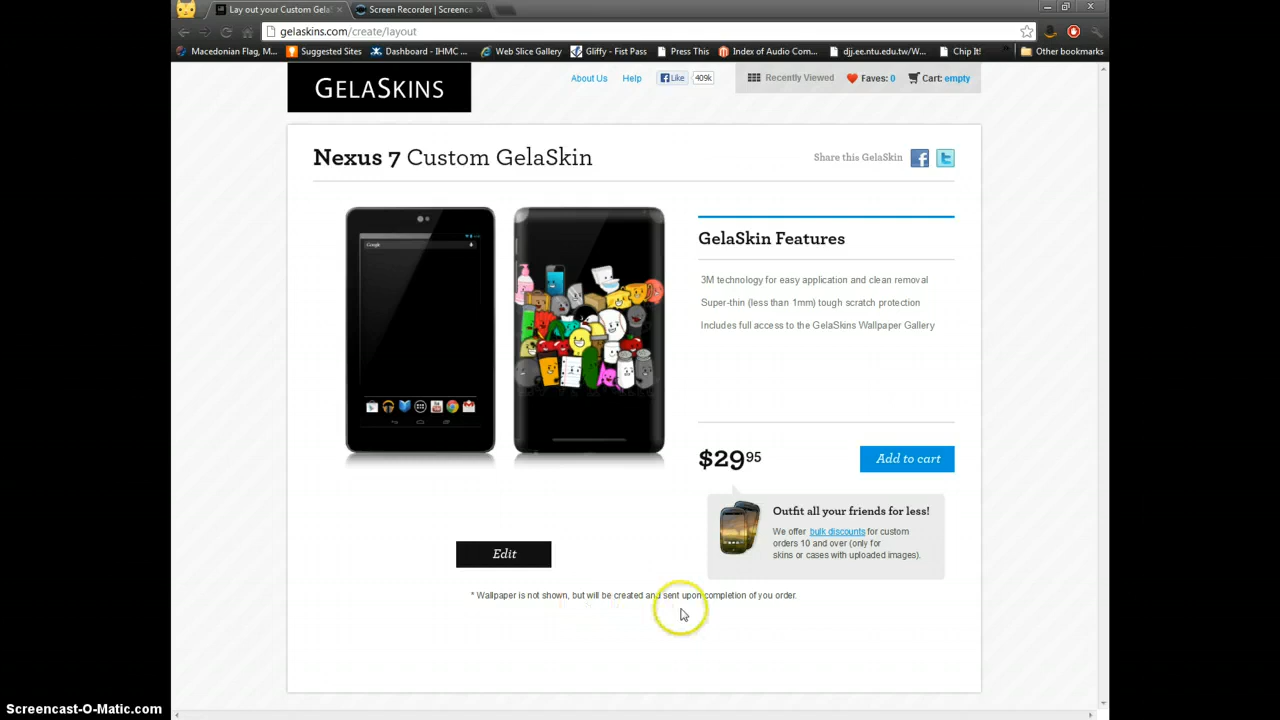 Lay out your Custom Gela
Screen Recorder | Screenca
gelaskins.com/create/layout
Macedonian Flag, M...
Suggested Sites
Dashboard - IHMC ...
Web Slice Gallery
Gliffy - Fist Pass
Press This
Index of Audio Com...
djj.ee.ntu.edu.tw/W...
Chip It!
Other bookmarks
GELASKINS
About Us
Help
Like
409k
Recently Viewed
Faves: 0
Cart: empty
Nexus 7 Custom GelaSkin
Share this GelaSkin
Google
GelaSkin Features
3M technology for easy application and clean removal
Super-thin (less than 1mm) tough scratch protection
Includes full access to the GelaSkins Wallpaper Gallery
$29 95
Add to cart
Outfit all your friends for less!
We offer bulk discounts for custom
orders 10 and over (only for
skins or cases with uploaded images).
Edit
* Wallpaper is not shown, but will be created and sent upon completion of you order.
Screencast-O-Matic.com